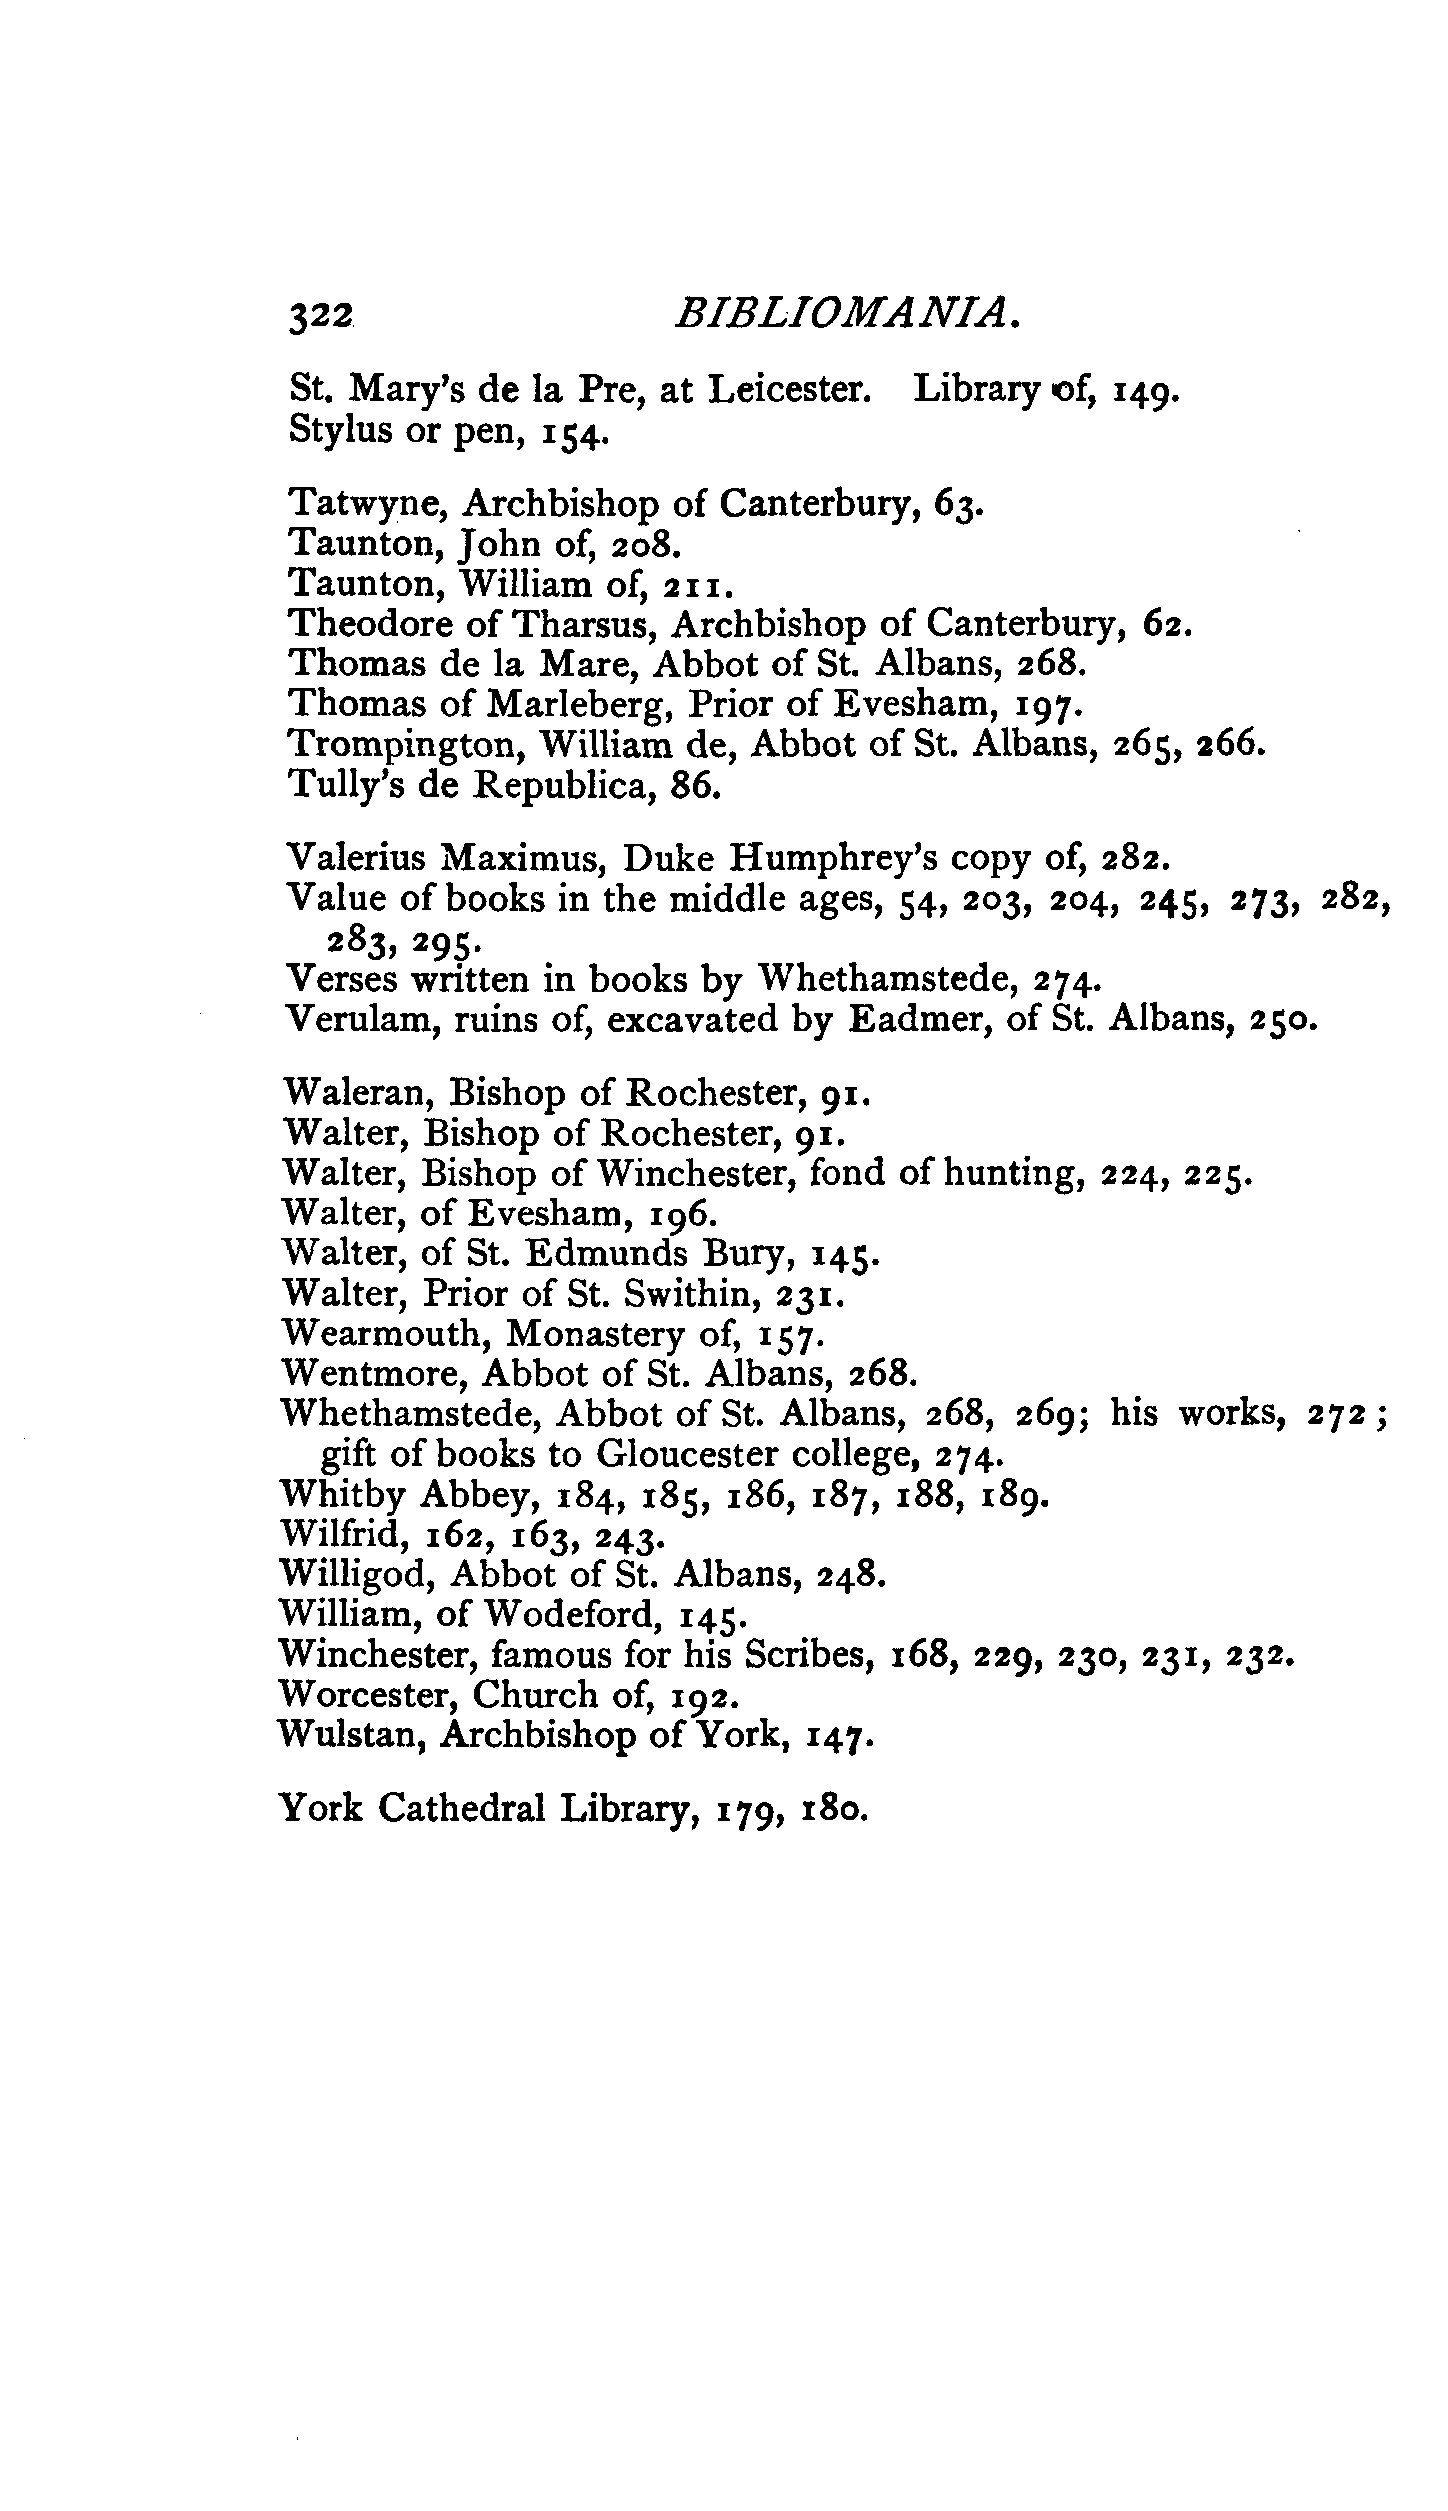 322 BIBLIOMANIA.
St. Mary's de la Pre, at Leicester. Library of, 149.
Stylus or pen, 154.
Tatwyne, Archbishop of Canterbury, 63.
Taunton, John of, 208.
Taunton, William of, 211.
Theodore of Tharsus, Archbishop of Canterbury, 62.
Thomas de la Mare, Abbot of St. Albans, 268.
Thomas of Marleberg, Prior of Evesham, 197.
Trompington, William de, Abbot of St. Albans, 265, 266.
Tully's de Republica, 86.
Valerius Maximus, Duke Humphrey's copy of, 282.
Value of books in the middle ages, 54, 203, 204, 245, 273, 282,
283, 295.
Verses written in books by Whethamstede, 274.
Verulam, ruins of, excavated by Eadmer, of St. Albans, 250.
Waleran, Bishop of Rochester, 91.
Walter, Bishop of Rochester, 91.
Walter, Bishop of Winchester, fond of hunting, 224, 225.
Walter, of Evesham, 196.
Walter, of St. Edmunds Bury, 145.
Walter, Prior of St. Swithin, 231.
Wearmouth, Monastery of, 157.
Wentmore, Abbot of St. Albans, 268.
Whethamstede, Abbot of St. Albans, 268, 269; his works, 272;
gift of books to Gloucester college, 274.
Whitby Abbey, 184, 185, 186, 187, 188, 189.
Wilfrid, 162, 163, 243.
Willigod, Abbot of St. Albans, 248.
William, of Wodeford, 145.
Winchester, famous for his Scribes, 168, 229, 230, 231, 232.
Worcester, Church of, 192.
Wulstan, Archbishop of York, 147.
York Cathedral Library, 179, 180.